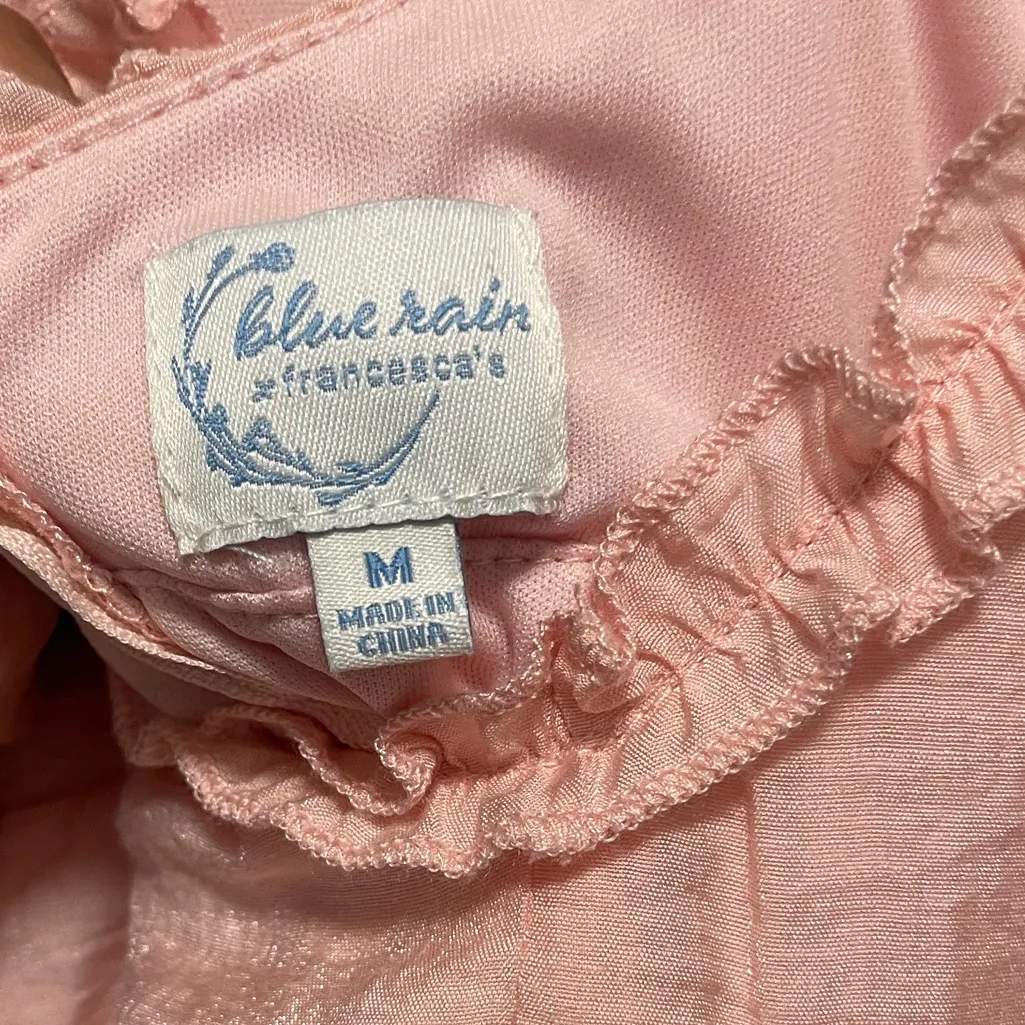 blue rain
x francesca's
M
MADE IN
CHINA